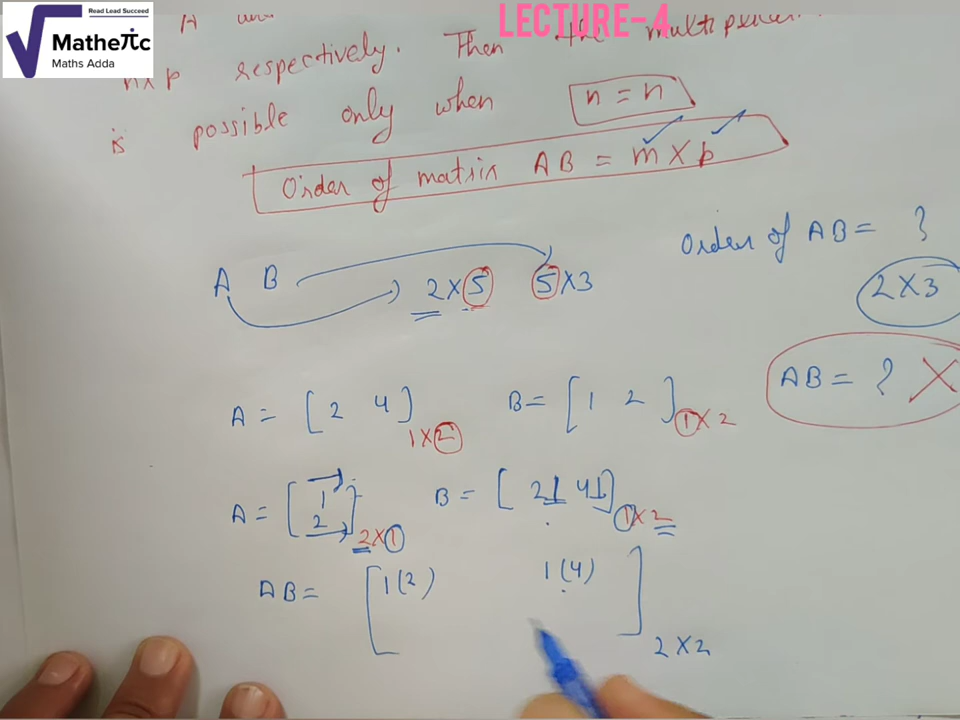 Read Lead Succeed
Mathematic
Maths Adda
LECTURE-4
A
n×p respectively. Then the
is possible only when n = n
Order of matrix AB = m × p
Order of AB = ?
A B 2×5 5×3
2×3
AB = ?
A = [ 2 4 ] 1×2 B = [ 1 2 ] 1×2
A = [ 1
2 ] 2×1 B = [ 2 4 ] 1×2
AB = [ 1(2) 1(4) ] 2×2